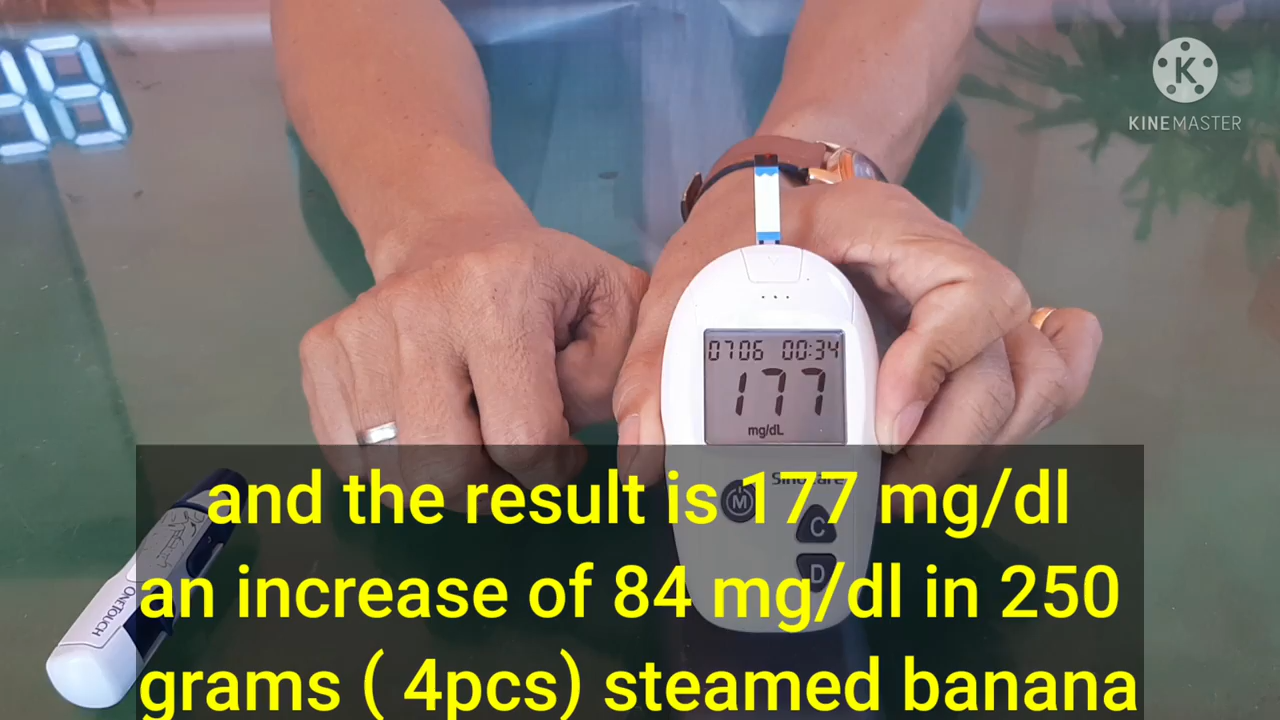 K
KINEMASTER
0706 00:34
177
mg/dL
Sinocare
M
C
D
ONETOUCH
and the result is 177 mg/dl
an increase of 84 mg/dl in 250
grams ( 4pcs) steamed banana